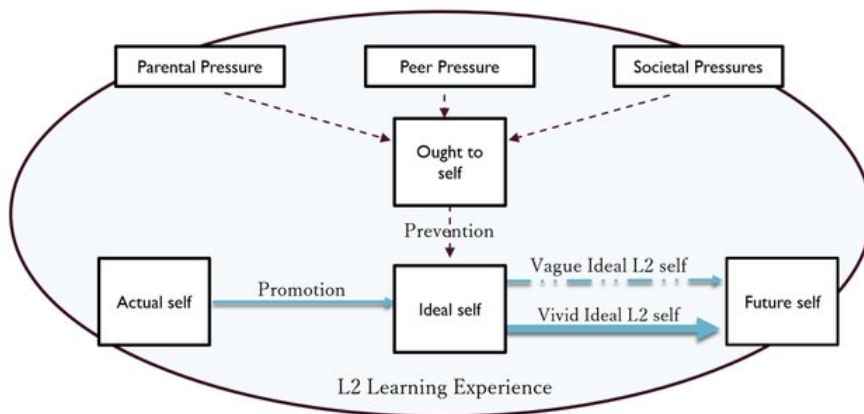 Parental Pressure
Peer Pressure
Societal Pressures
Ought to
self
Prevention
Actual self
Promotion
Ideal self
Vague Ideal L2 self
Vivid Ideal L2 self
Future self
L2 Learning Experience